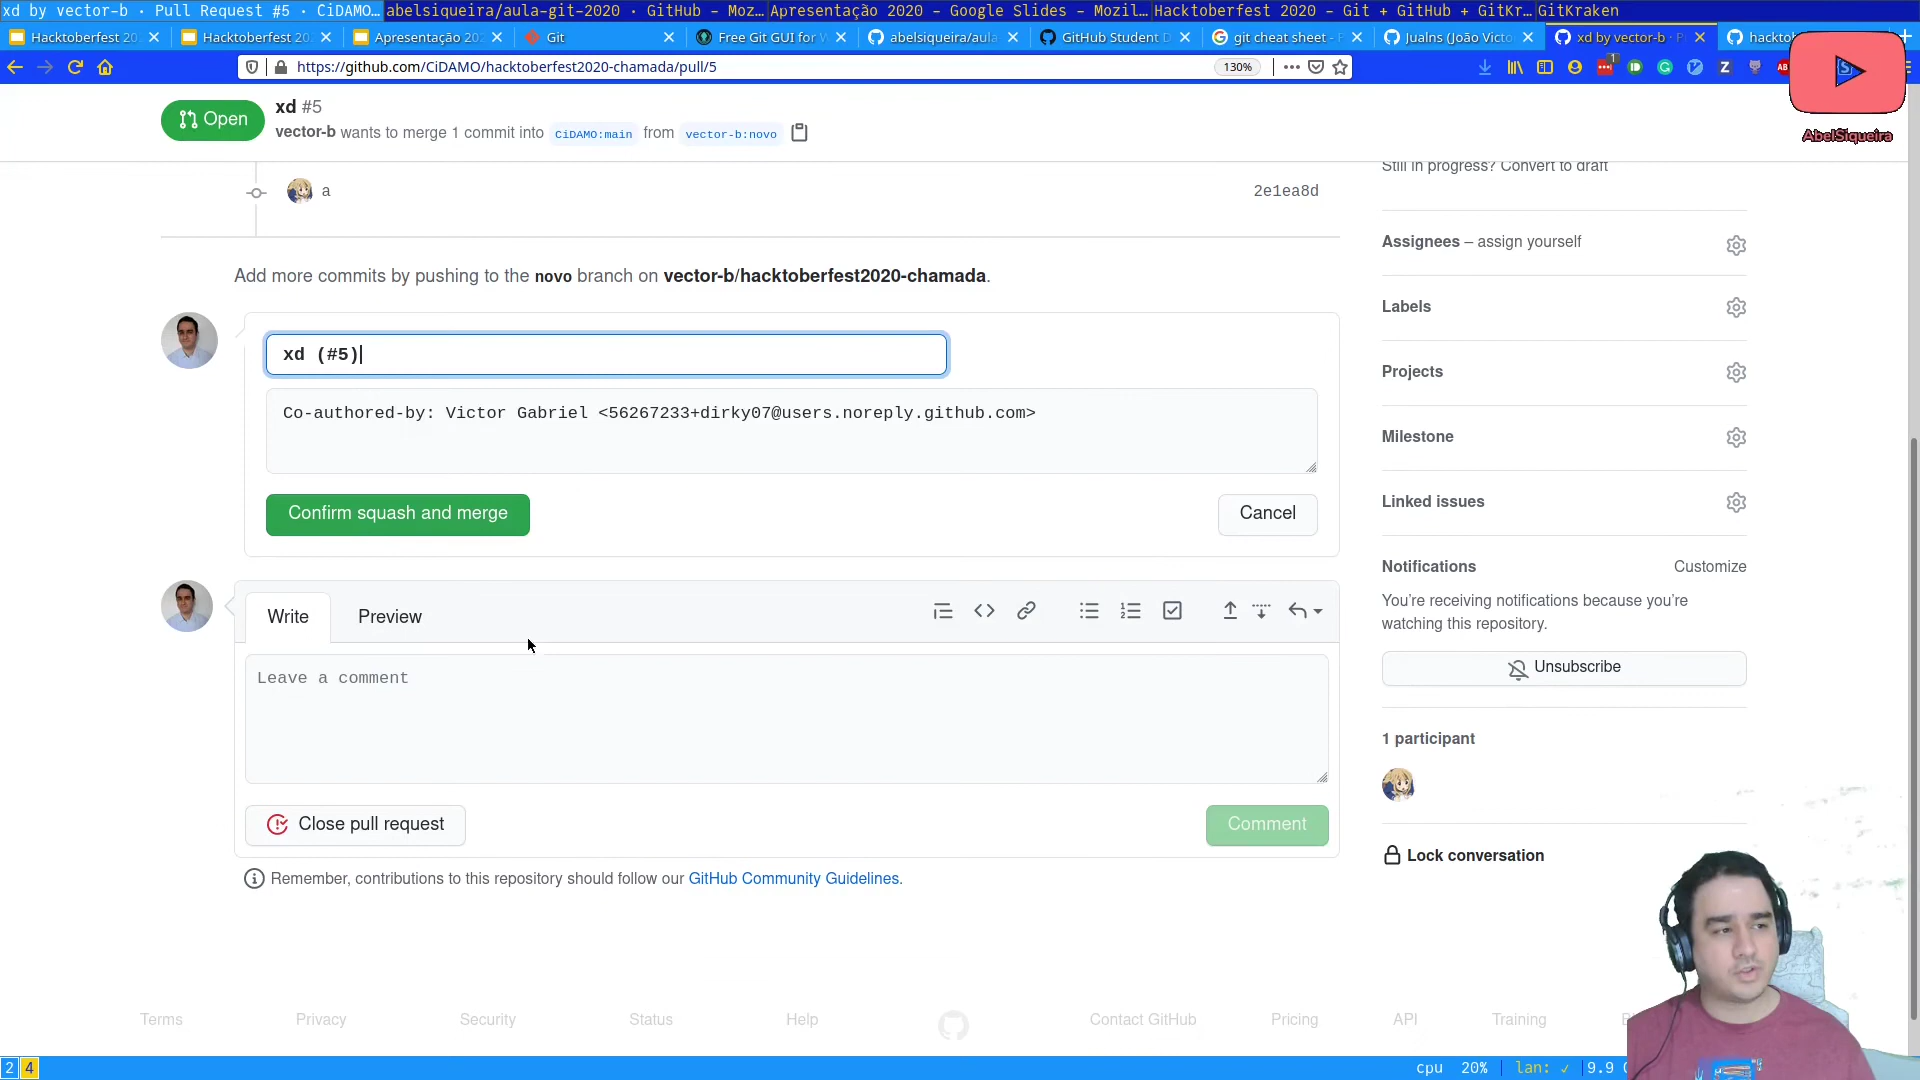 xd by vector-b · Pull Request #5 · CiDAMO… abelsiqueira/aula-git-2020 · GitHub – Moz… Apresentação 2020 – Google Slides – Mozil… Hacktoberfest 2020 – Git + GitHub + GitKr… GitKraken
Hacktoberfest 20 Hacktoberfest 20 Apresentação 202 Git Free Git GUI for W abelsiqueira/aula GitHub Student D git cheat sheet - P Jualns (João Victo xd by vector-b · P hackto
https://github.com/CiDAMO/hacktoberfest2020-chamada/pull/5 130%
AbelSiqueira
Open
xd #5
vector-b wants to merge 1 commit into CiDAMO:main from vector-b:novo
Still in progress? Convert to draft
a 2e1ea8d
Add more commits by pushing to the novo branch on vector-b/hacktoberfest2020-chamada.
xd (#5)
Co-authored-by: Victor Gabriel <56267233+dirky07@users.noreply.github.com>
Confirm squash and merge Cancel
Write Preview
Leave a comment
Close pull request Comment
Remember, contributions to this repository should follow our GitHub Community Guidelines.
Assignees – assign yourself
Labels
Projects
Milestone
Linked issues
Notifications Customize
You're receiving notifications because you're
watching this repository.
Unsubscribe
1 participant
Lock conversation
Terms Privacy Security Status Help Contact GitHub Pricing API Training
2 4 cpu 20% lan: ✓ 9.9